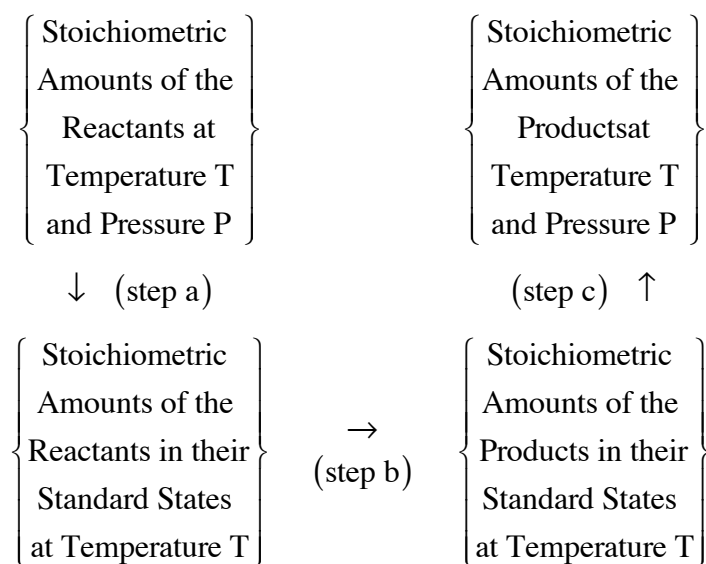 Stoichiometric
Amounts of the
Reactants at
Temperature T
and Pressure P
Stoichiometric
Amounts of the
Productsat
Temperature T
and Pressure P
↓ (step a)
(step c) ↑
Stoichiometric
Amounts of the
Reactants in their
Standard States
at Temperature T
→
(step b)
Stoichiometric
Amounts of the
Products in their
Standard States
at Temperature T